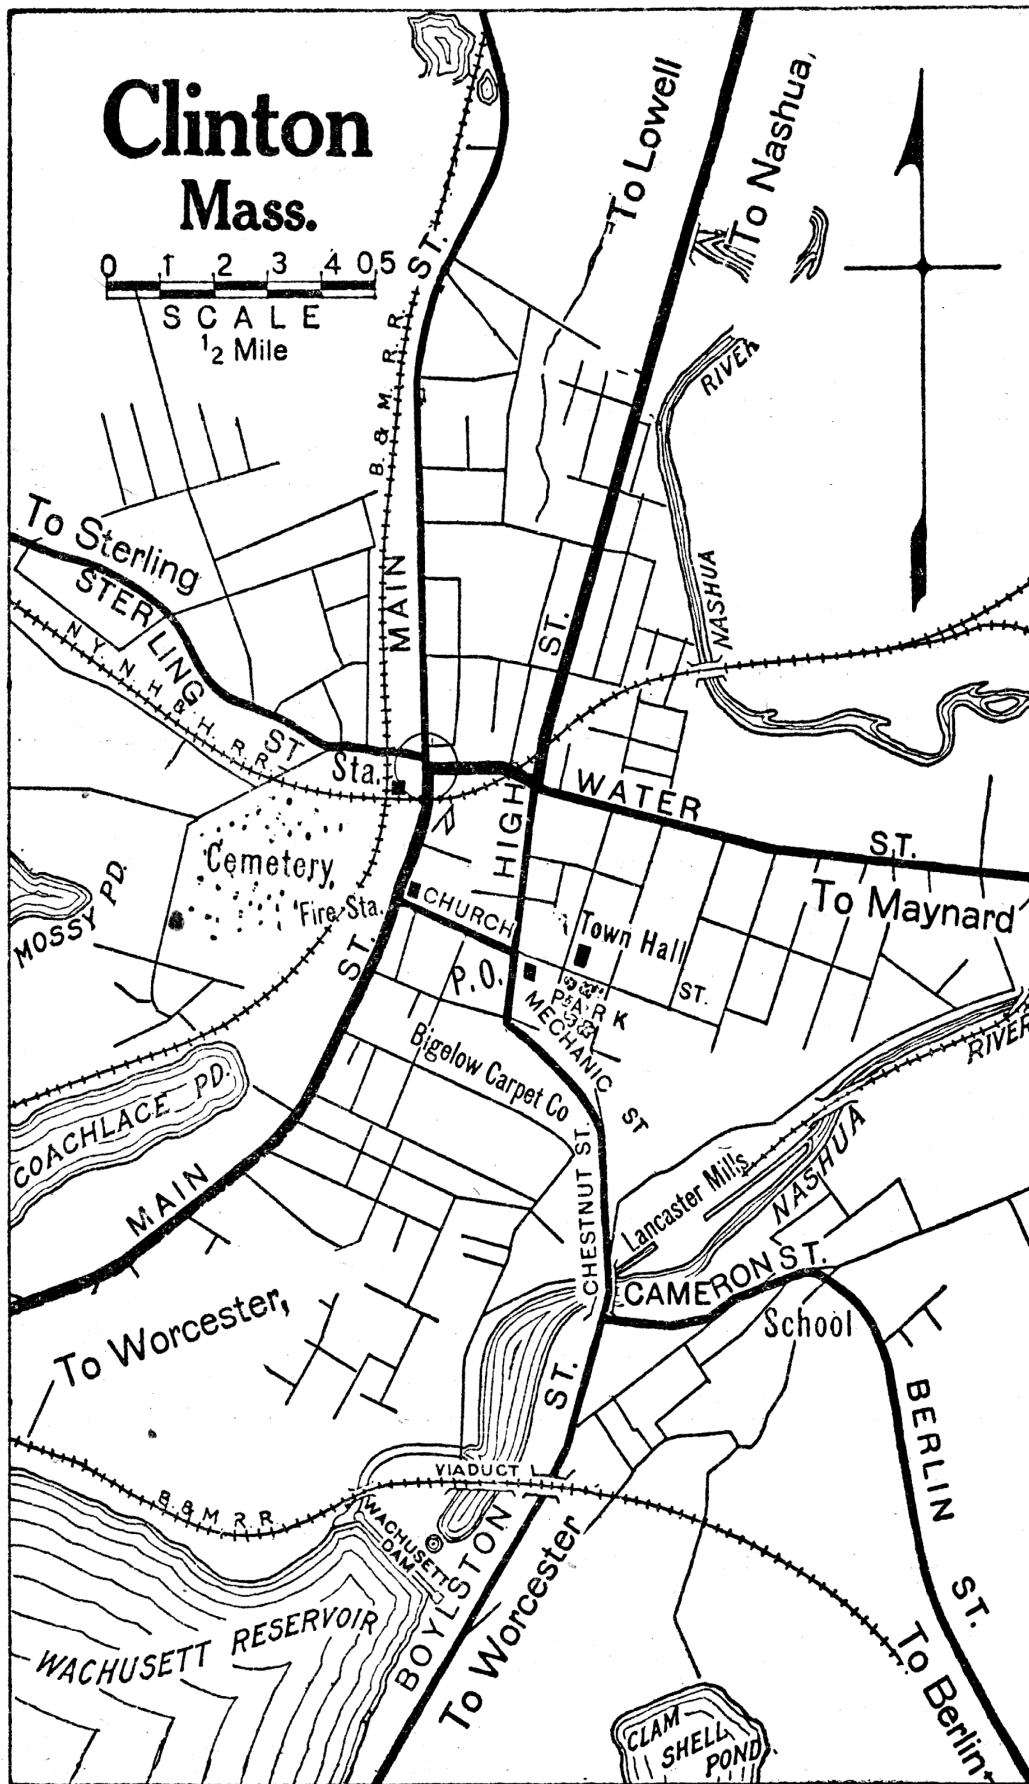 Clinton
Mass.
0 1 2 3 4 0,5
SCALE
1/2 Mile
To Lowell
To Nashua,
ST.
B. & M. R. R.
MAIN
RIVER
NASHUA
To Sterling
STERLING ST
N. Y. N. H. & H. R. R.
ST.
Sta.
WATER ST.
To Maynard
HIGH
MOSSY PD.
Cemetery,
Fire Sta.
CHURCH ST.
Town Hall
P. O.
PARK
MECHANIC ST
ST.
Bigelow Carpet Co
COACHLACE PD.
RIVER
NASHUA
MAIN
CHESTNUT ST.
Lancaster Mills
CAMERON ST.
School
To Worcester,
ST.
BERLIN ST.
VIADUCT
B. & M. R. R.
WACHUSETT
DAM
BOYLSTON
To Worcester
WACHUSETT RESERVOIR
To Berlin
CLAM
SHELL
POND.